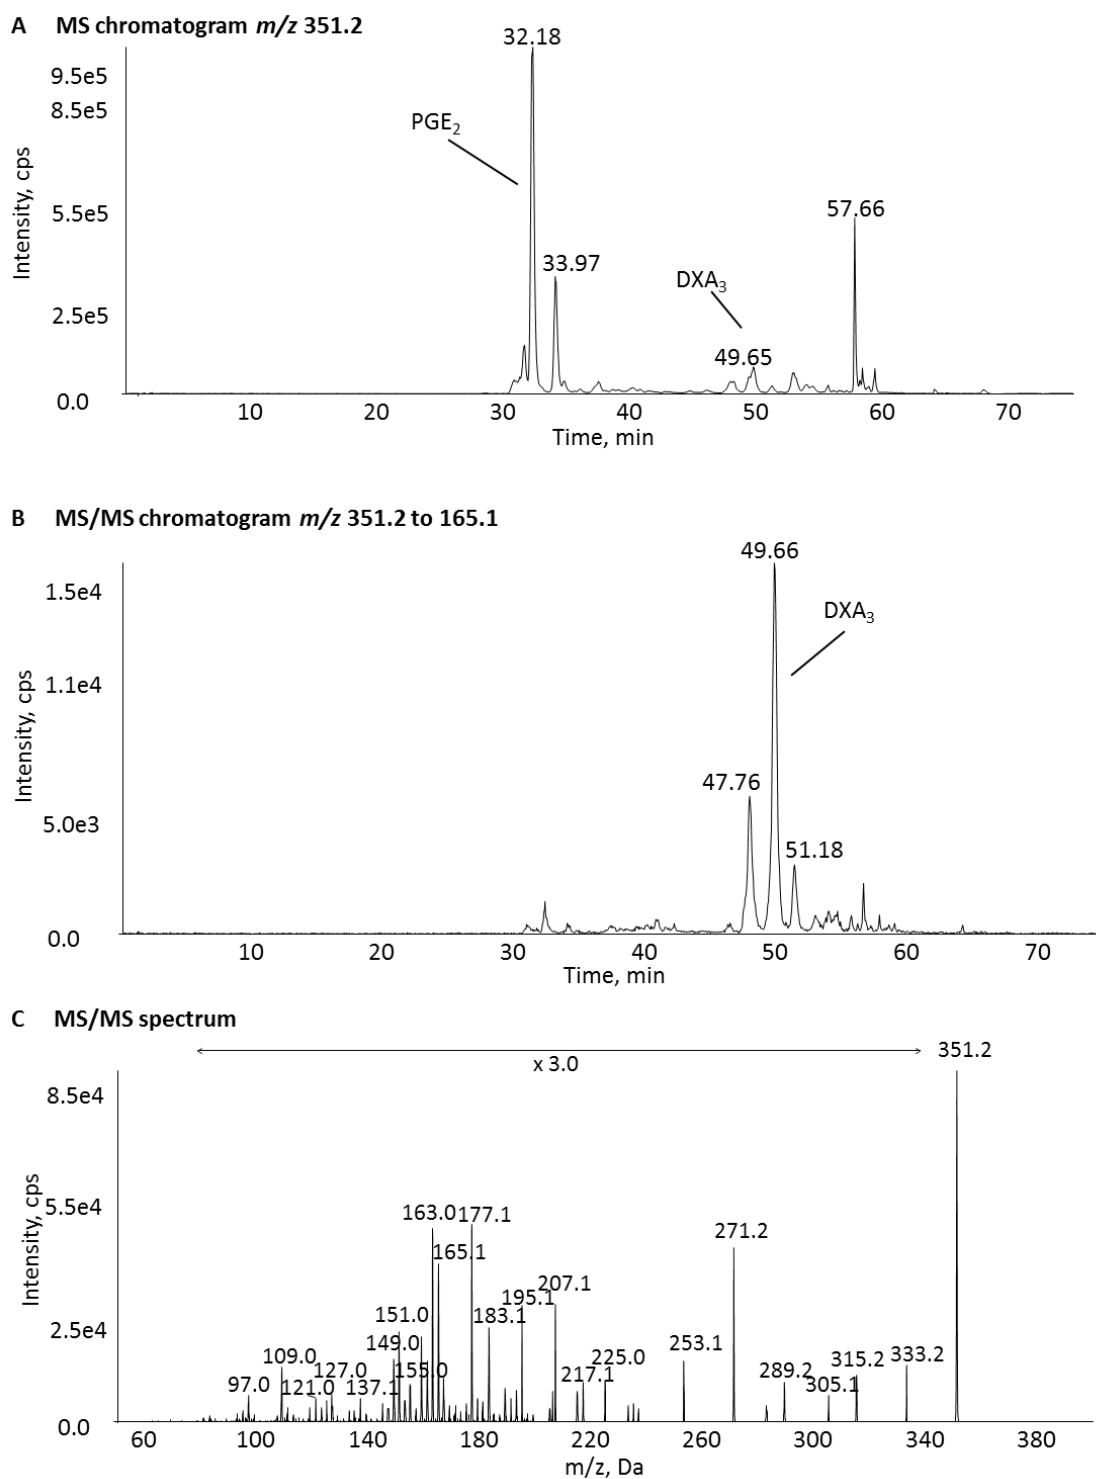 A MS chromatogram m/z 351.2
32.18
9.5e5
8.5e5
PGE₂
5.5e5
57.66
33.97
DXA₃
2.5e5
49.65
0.0
10 20 30 40 50 60 70
Time, min
Intensity, cps
B MS/MS chromatogram m/z 351.2 to 165.1
49.66
1.5e4
DXA₃
1.1e4
47.76
5.0e3
51.18
0.0
10 20 30 40 50 60 70
Time, min
Intensity, cps
C MS/MS spectrum
351.2
x 3.0
8.5e4
5.5e4
163.0 177.1
271.2
165.1
207.1
195.1
151.0
183.1
2.5e4
149.0
253.1
225.0
315.2
333.2
109.0
127.0
155.0
217.1
289.2
97.0
121.0
137.1
305.1
0.0
60 100 140 180 220 260 300 340 380
m/z, Da
Intensity, cps